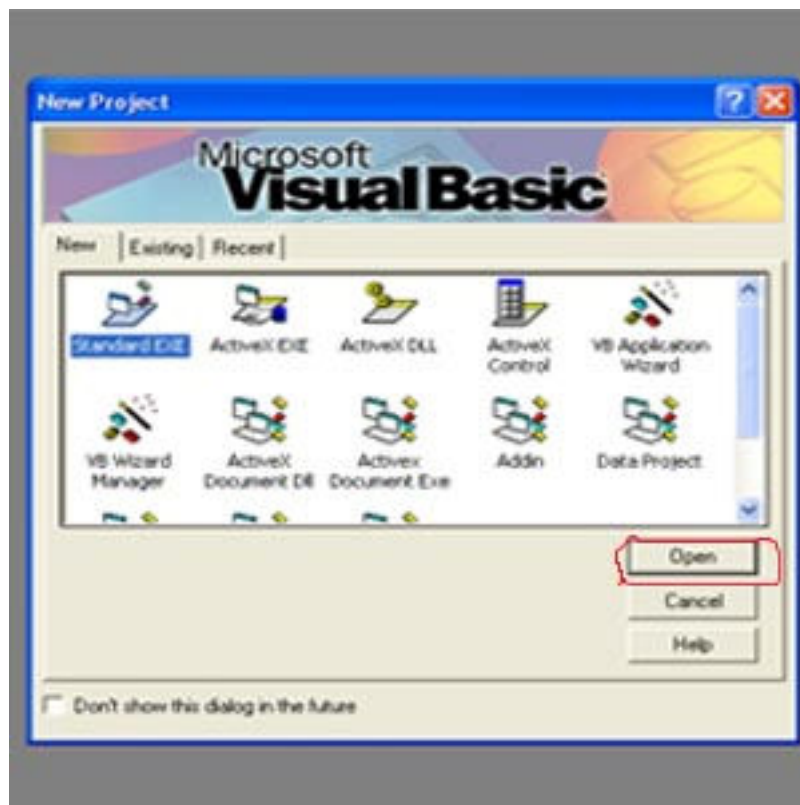 New Project
Microsoft
Visual Basic
New Existing Recent
Standard EXE ActiveX EXE ActiveX DLL ActiveX Control VB Application Wizard
VB Wizard Manager ActiveX Document Dll Activex Document Exe Addin Data Project
Open
Cancel
Help
Don't show this dialog in the future